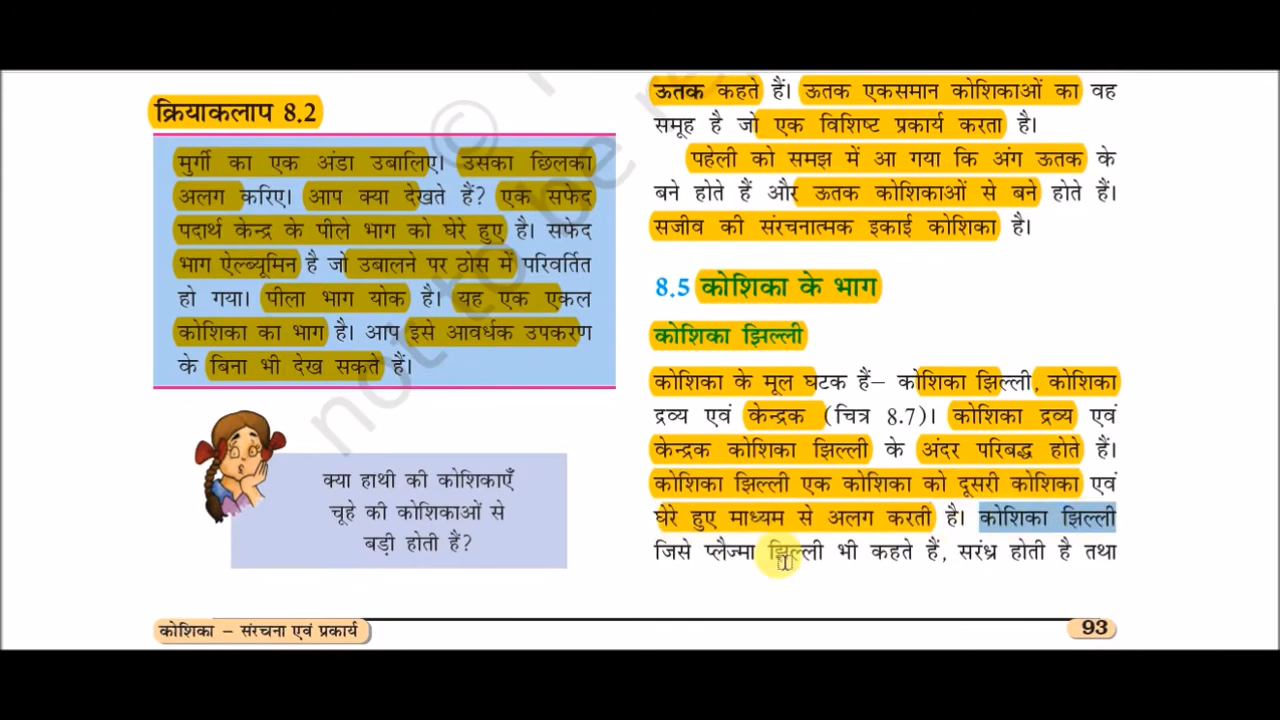 क्रियाकलाप 8.2
मुर्गी का एक अंडा उबालिए। उसका छिलका
अलग करिए। आप क्या देखते हैं? एक सफेद
पदार्थ केन्द्र के पीले भाग को घेरे हुए है। सफेद
भाग ऐल्ब्यूमिन है जो उबालने पर ठोस में परिवर्तित
हो गया। पीला भाग योक है। यह एक एकल
कोशिका का भाग है। आप इसे आवर्धक उपकरण
के बिना भी देख सकते हैं।
क्या हाथी की कोशिकाएँ
चूहे की कोशिकाओं से
बड़ी होती हैं?
ऊतक कहते हैं। ऊतक एकसमान कोशिकाओं का वह
समूह है जो एक विशिष्ट प्रकार्य करता है।
पहेली को समझ में आ गया कि अंग ऊतक के
बने होते हैं और ऊतक कोशिकाओं से बने होते हैं।
सजीव की संरचनात्मक इकाई कोशिका है।
8.5 कोशिका के भाग
कोशिका झिल्ली
कोशिका के मूल घटक हैं– कोशिका झिल्ली, कोशिका
द्रव्य एवं केन्द्रक (चित्र 8.7)। कोशिका द्रव्य एवं
केन्द्रक कोशिका झिल्ली के अंदर परिबद्ध होते हैं।
कोशिका झिल्ली एक कोशिका को दूसरी कोशिका एवं
घेरे हुए माध्यम से अलग करती है। कोशिका झिल्ली
जिसे प्लैज्मा झिल्ली भी कहते हैं, सरंध्र होती है तथा
कोशिका – संरचना एवं प्रकार्य
93
not to be re
©